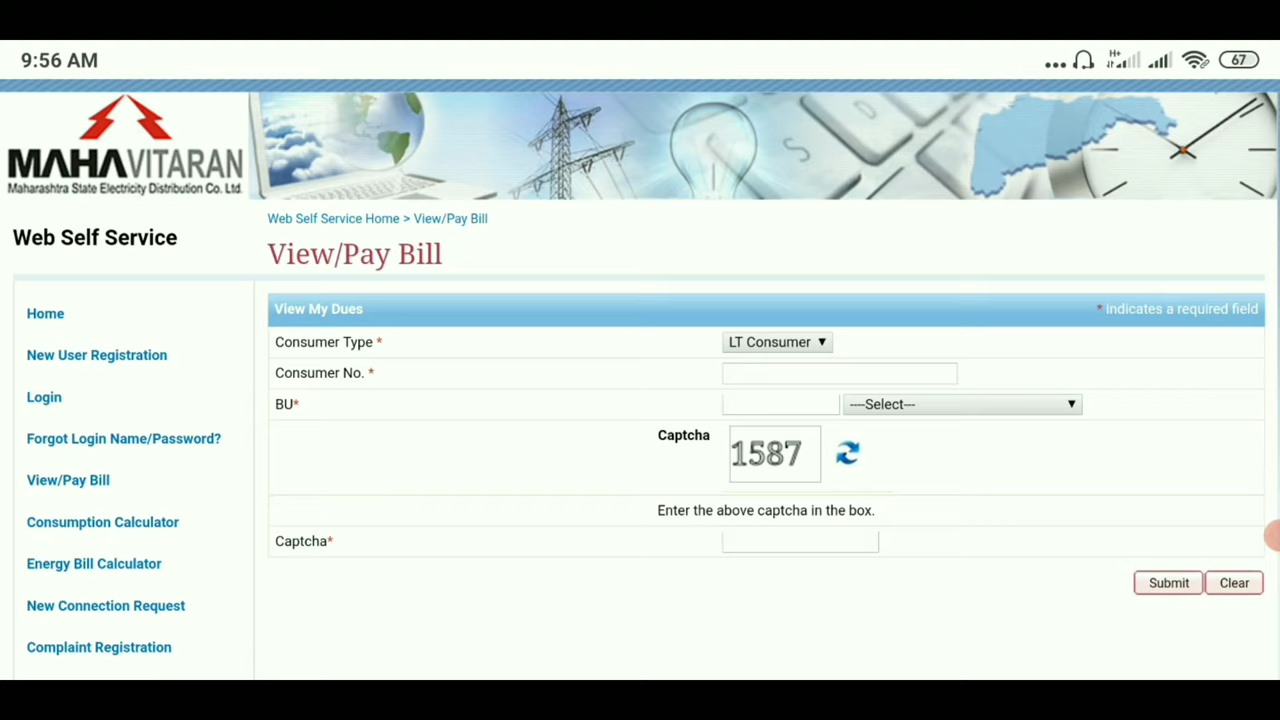 9:56 AM
H+
67
MAHAVITARAN
Maharashtra State Electricity Distribution Co. Ltd.
Web Self Service
Web Self Service Home > View/Pay Bill
View/Pay Bill
Home
New User Registration
Login
Forgot Login Name/Password?
View/Pay Bill
Consumption Calculator
Energy Bill Calculator
New Connection Request
Complaint Registration
View My Dues
* indicates a required field
Consumer Type *
LT Consumer ▼
Consumer No. *
BU*
----Select--- ▼
Captcha
1587
Enter the above captcha in the box.
Captcha*
Submit
Clear